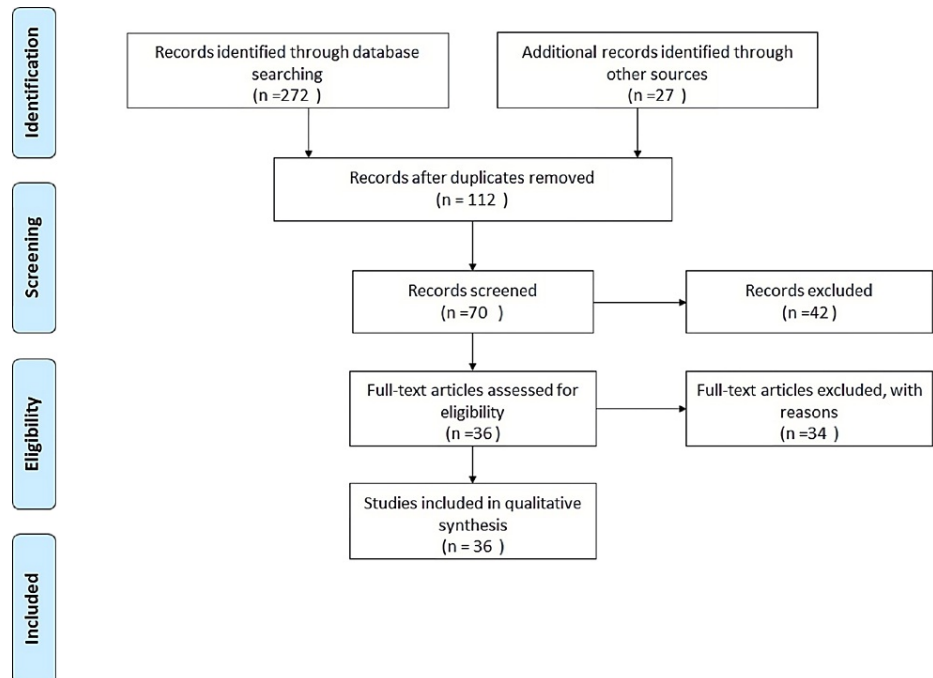 Identification
Records identified through database
searching
(n =272 )
Additional records identified through
other sources
(n =27 )
Records after duplicates removed
(n = 112 )
Screening
Records screened
(n =70 )
Records excluded
(n =42 )
Eligibility
Full-text articles assessed for
eligibility
(n =36 )
Full-text articles excluded, with
reasons
(n =34 )
Studies included in qualitative
synthesis
(n = 36 )
Included